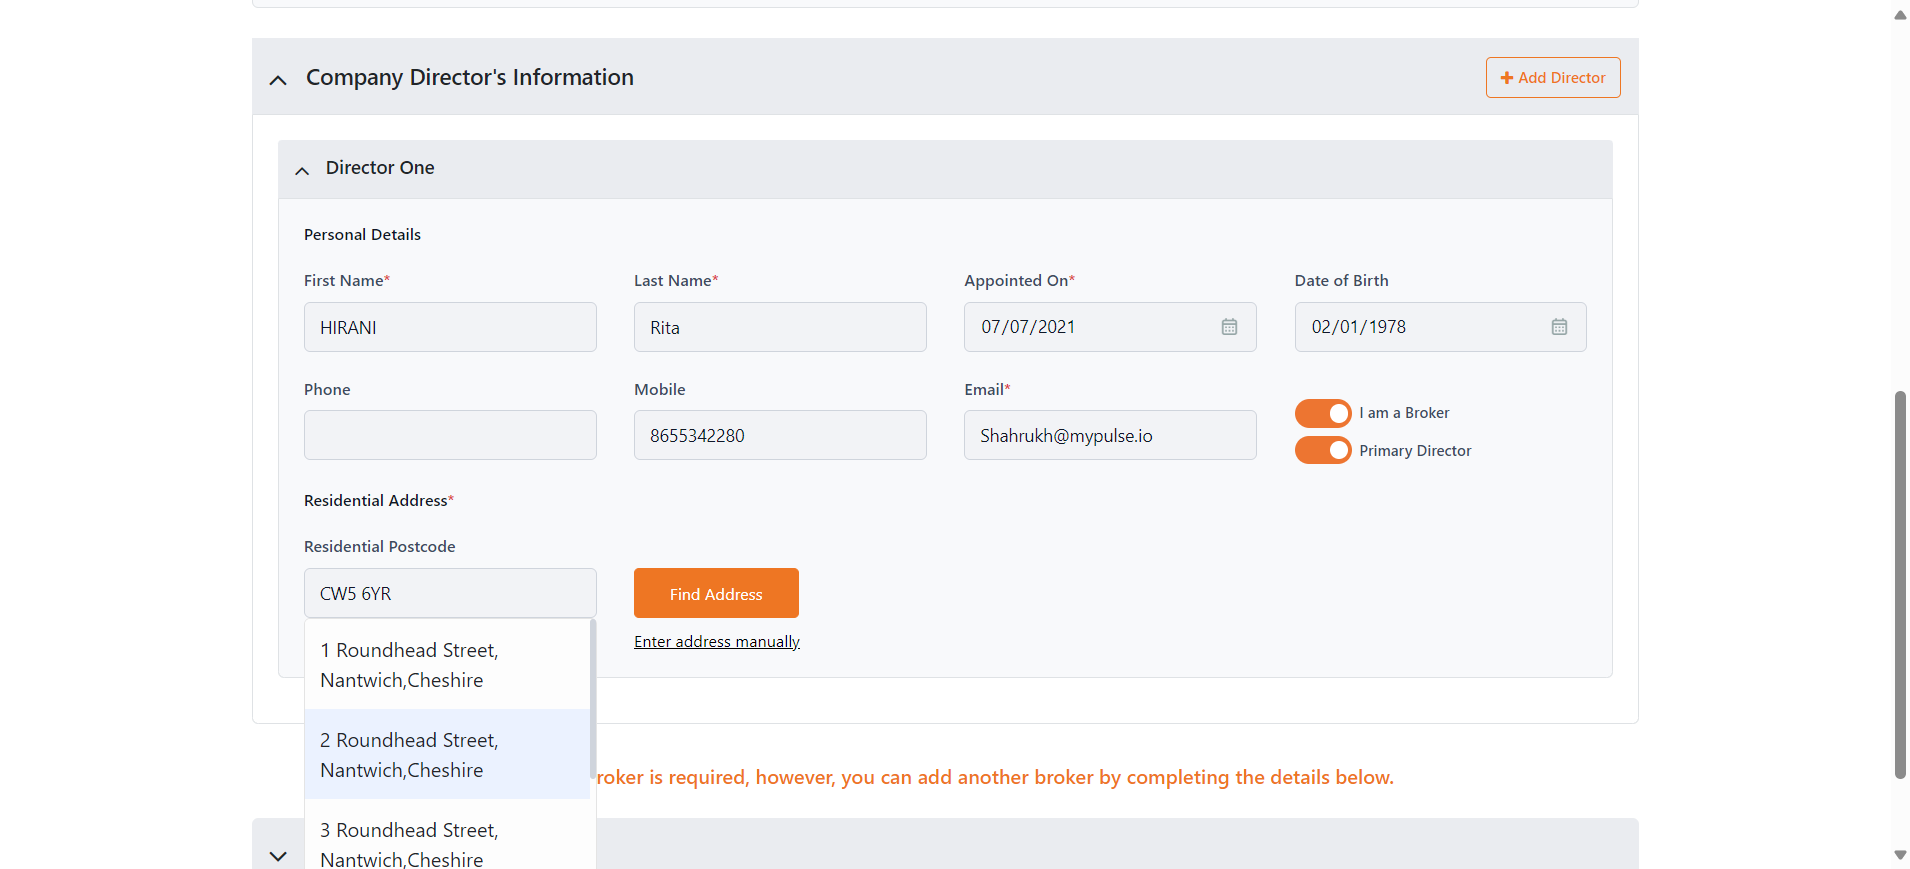 Company Director's Information
+ Add Director
Director One
Personal Details
First Name* Last Name* Appointed On* Date of Birth
HIRANI Rita 07/07/2021 02/01/1978
Phone Mobile Email*
I am a Broker
8655342280 Shahrukh@mypulse.io
Primary Director
Residential Address*
Residential Postcode
CW5 6YR Find Address
Enter address manually
1 Roundhead Street,
Nantwich,Cheshire
2 Roundhead Street,
Nantwich,Cheshire
roker is required, however, you can add another broker by completing the details below.
3 Roundhead Street,
Nantwich,Cheshire